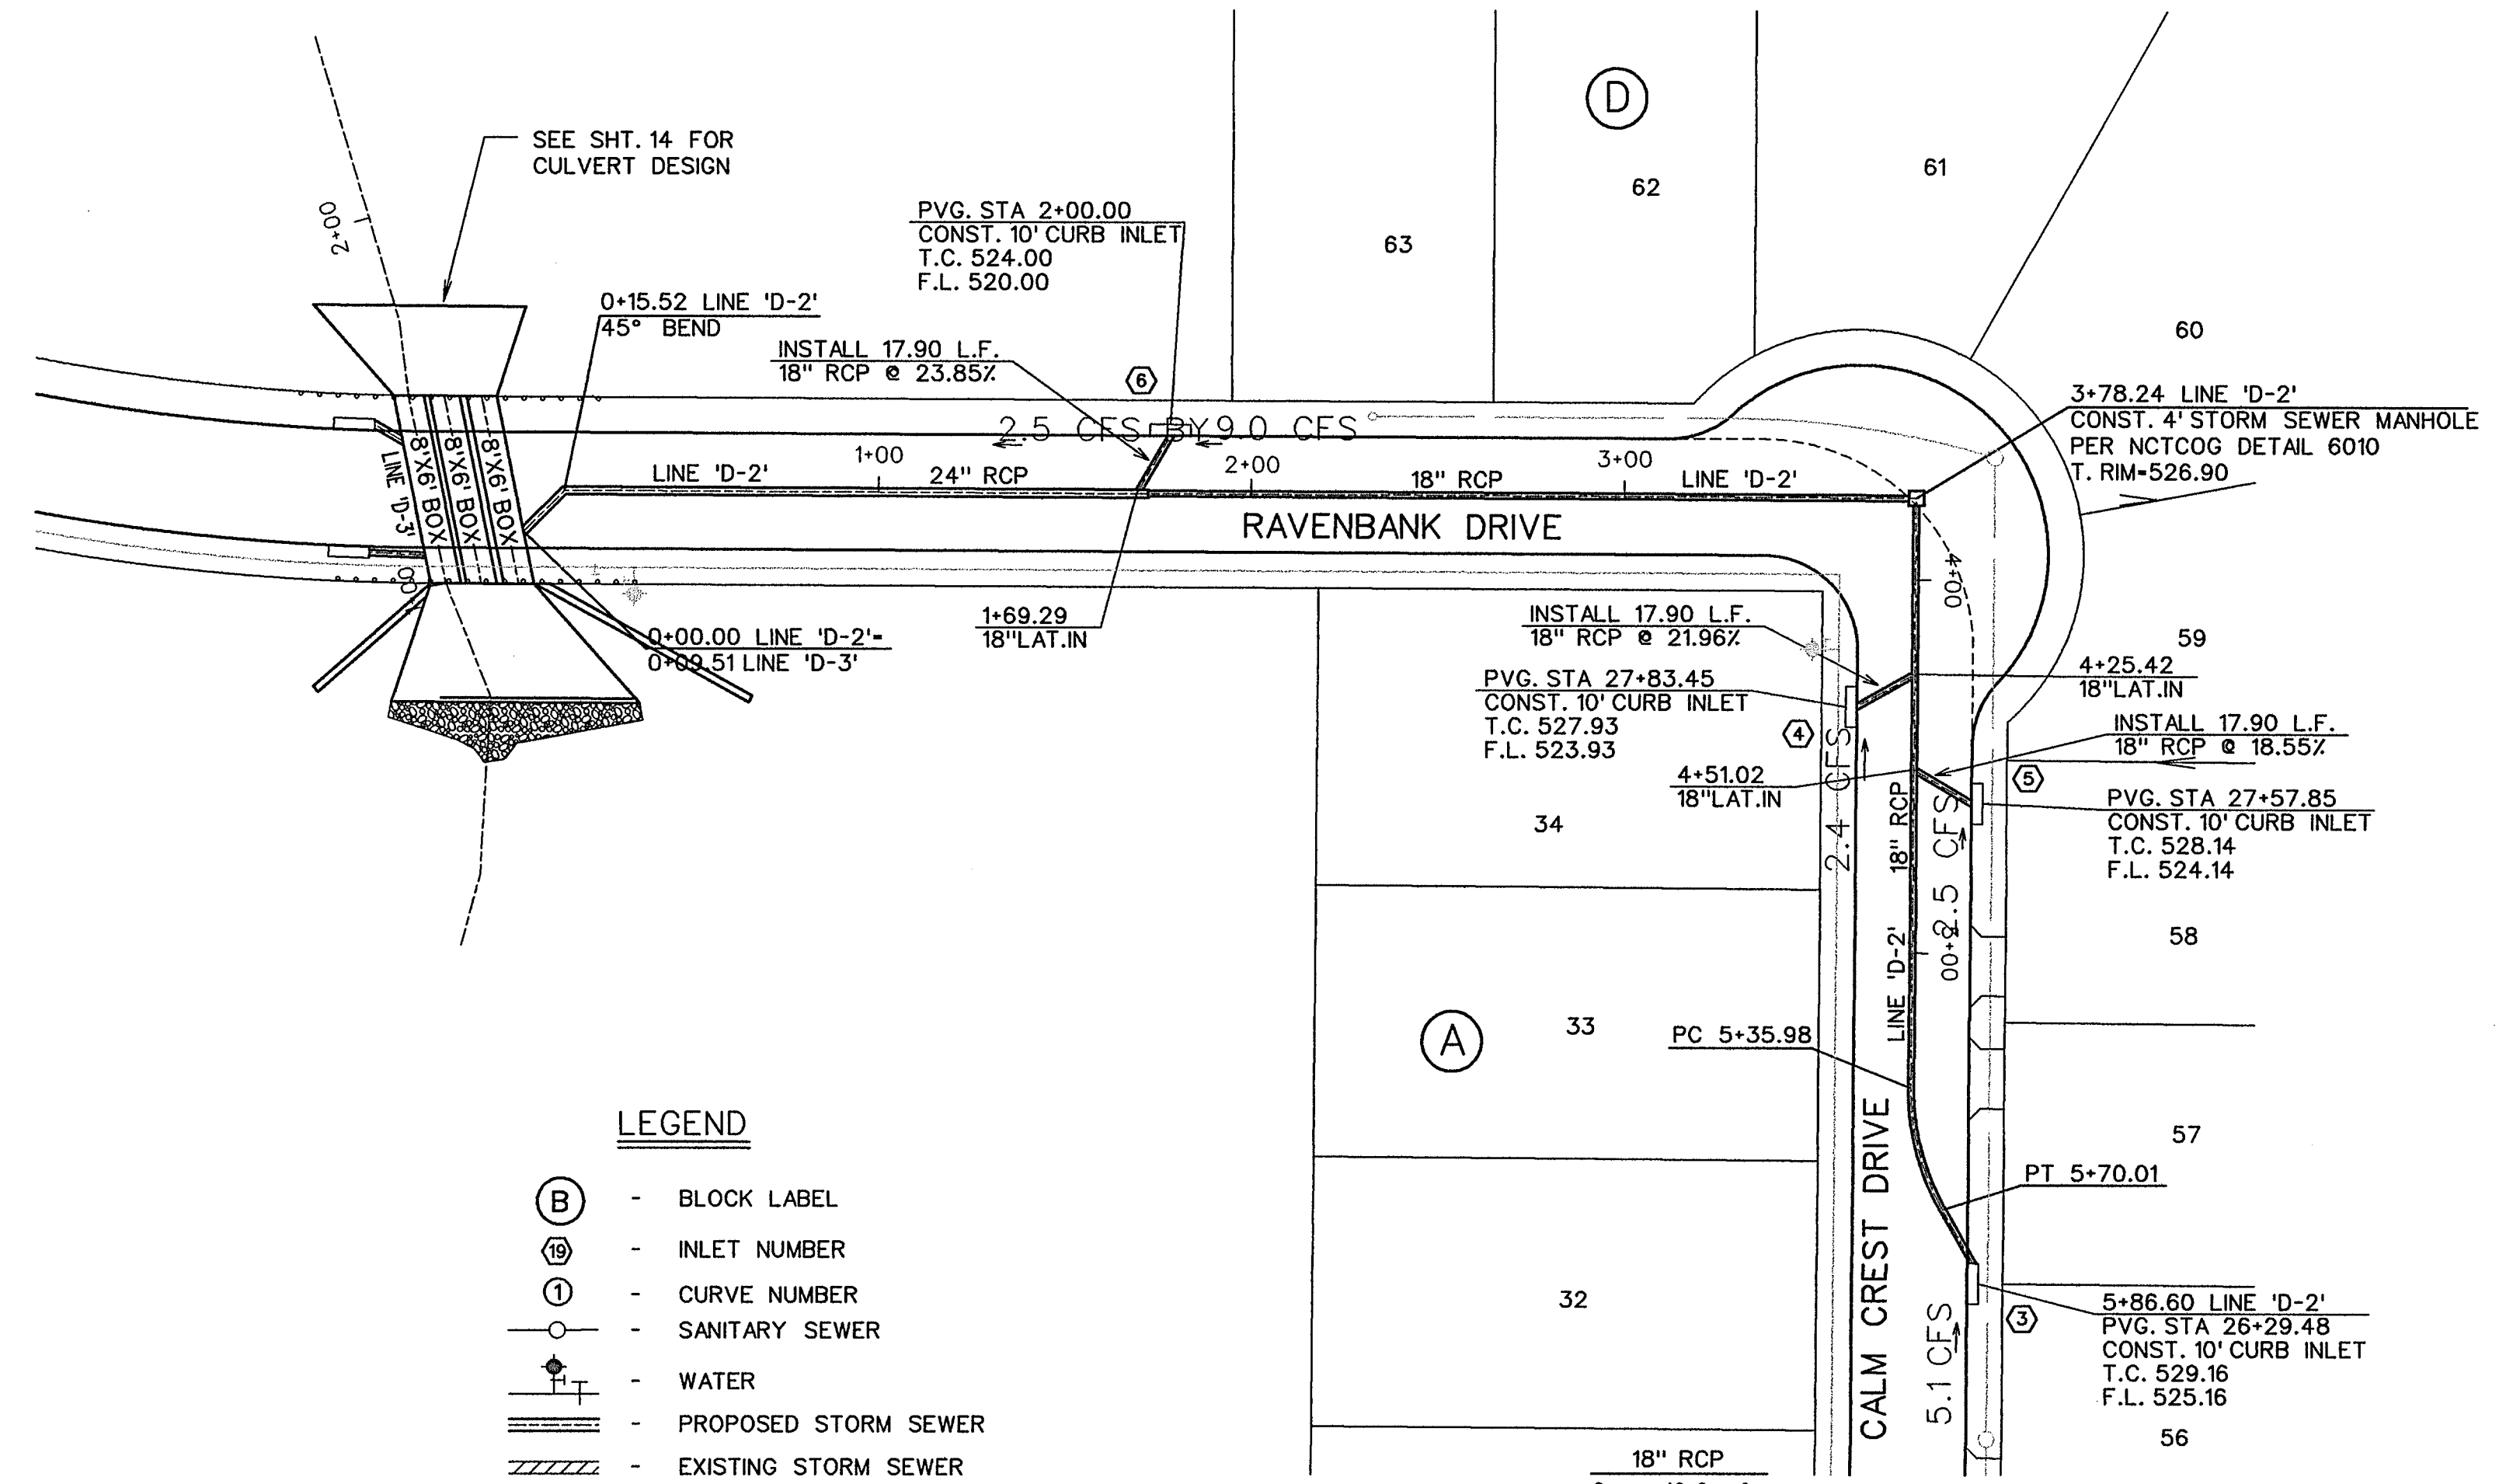 SEE SHT. 14 FOR
CULVERT DESIGN
2+00
PVG. STA 2+00.00
CONST. 10' CURB INLET
T.C. 524.00
F.L. 520.00
0+15.52 LINE 'D-2'
45° BEND
INSTALL 17.90 L.F.
18" RCP @ 23.85%
6
2.5 CFS BY 9.0 CFS
D
61
62
63
60
3+78.24 LINE 'D-2'
CONST. 4' STORM SEWER MANHOLE
PER NCTCOG DETAIL 6010
T. RIM=526.90
LINE 'D-3'
8'X6' BOX
8'X6' BOX
8'X6' BOX
LINE 'D-2'
1+00
24" RCP
2+00
18" RCP
3+00
LINE 'D-2'
RAVENBANK DRIVE
4+00
0+00.00 LINE 'D-2'=
0+09.51 LINE 'D-3'
1+69.29
18" LAT. IN
INSTALL 17.90 L.F.
18" RCP @ 21.96%
PVG. STA 27+83.45
CONST. 10' CURB INLET
T.C. 527.93
F.L. 523.93
4
2.4 CFS
4+51.02
18" LAT. IN
59
4+25.42
18" LAT. IN
INSTALL 17.90 L.F.
18" RCP @ 18.55%
5
PVG. STA 27+57.85
CONST. 10' CURB INLET
T.C. 528.14
F.L. 524.14
34
18" RCP
2.5 CFS
58
LINE 'D-2'
A
33
PC 5+35.98
57
PT 5+70.01
32
CALM CREST DRIVE
5.1 CFS
3
5+86.60 LINE 'D-2'
PVG. STA 26+29.48
CONST. 10' CURB INLET
T.C. 529.16
F.L. 525.16
56
18" RCP
LEGEND
B - BLOCK LABEL
19 - INLET NUMBER
1 - CURVE NUMBER
- SANITARY SEWER
- WATER
- PROPOSED STORM SEWER
- EXISTING STORM SEWER